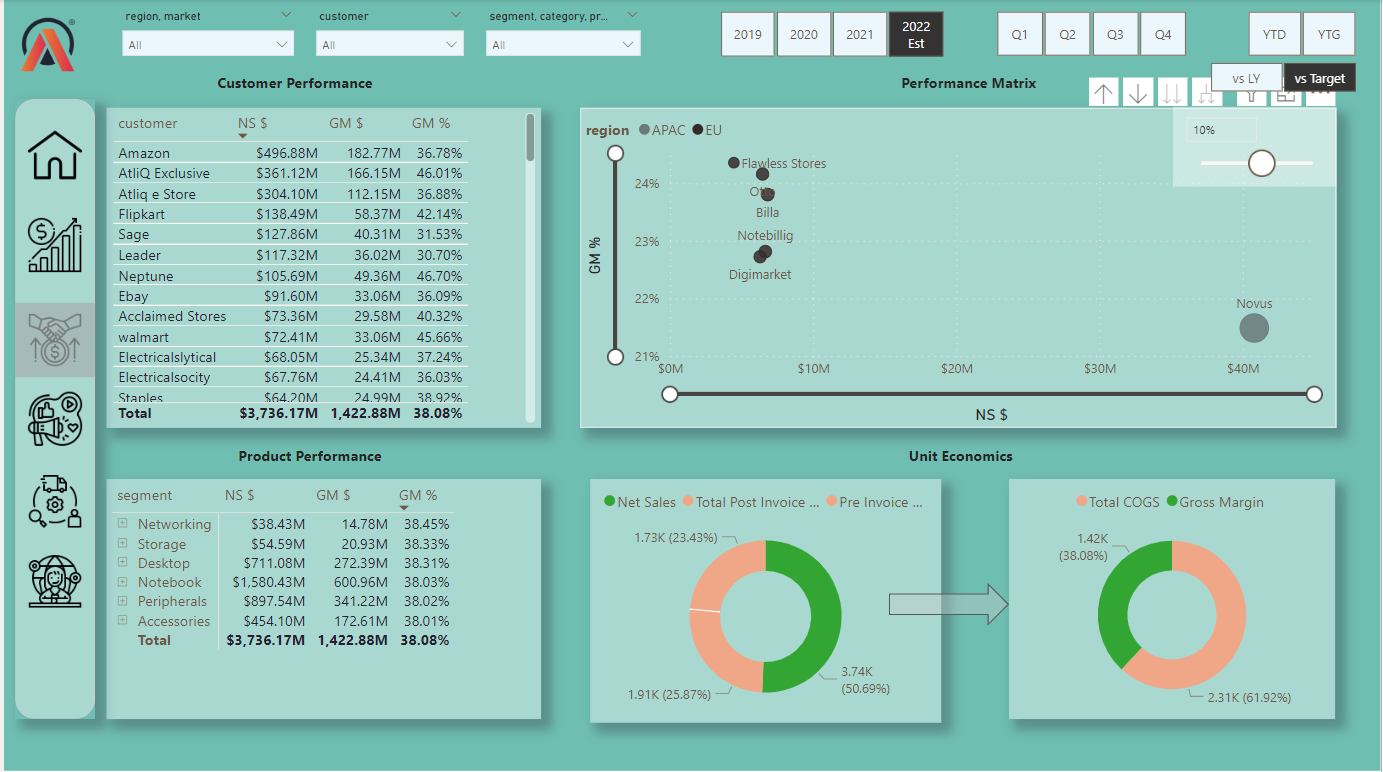 region, market
customer
segment, category, pr...
All
All
All
2019
2020
2021
2022
Est
Q1
Q2
Q3
Q4
YTD
YTG
vs LY
vs Target
Customer Performance
customer NS $ GM $ GM %
Amazon $496.88M 182.77M 36.78%
AtliQ Exclusive $361.12M 166.15M 46.01%
Atliq e Store $304.10M 112.15M 36.88%
Flipkart $138.49M 58.37M 42.14%
Sage $127.86M 40.31M 31.53%
Leader $117.32M 36.02M 30.70%
Neptune $105.69M 49.36M 46.70%
Ebay $91.60M 33.06M 36.09%
Acclaimed Stores $73.36M 29.58M 40.32%
walmart $72.41M 33.06M 45.66%
Electricalslytical $68.05M 25.34M 37.24%
Electricalsocity $67.76M 24.41M 36.03%
Staples $64.20M 24.99M 38.92%
Total $3,736.17M 1,422.88M 38.08%
Performance Matrix
region APAC EU
10%
GM %
24%
23%
22%
21%
Flawless Stores
Otto
Billa
Notebillig
Digimarket
Novus
$0M $10M $20M $30M $40M
NS $
Product Performance
segment NS $ GM $ GM %
Networking $38.43M 14.78M 38.45%
Storage $54.59M 20.93M 38.33%
Desktop $711.08M 272.39M 38.31%
Notebook $1,580.43M 600.96M 38.03%
Peripherals $897.54M 341.22M 38.02%
Accessories $454.10M 172.61M 38.01%
Total $3,736.17M 1,422.88M 38.08%
Unit Economics
Net Sales Total Post Invoice ... Pre Invoice ...
1.73K (23.43%)
1.91K (25.87%)
3.74K
(50.69%)
Total COGS Gross Margin
1.42K
(38.08%)
2.31K (61.92%)